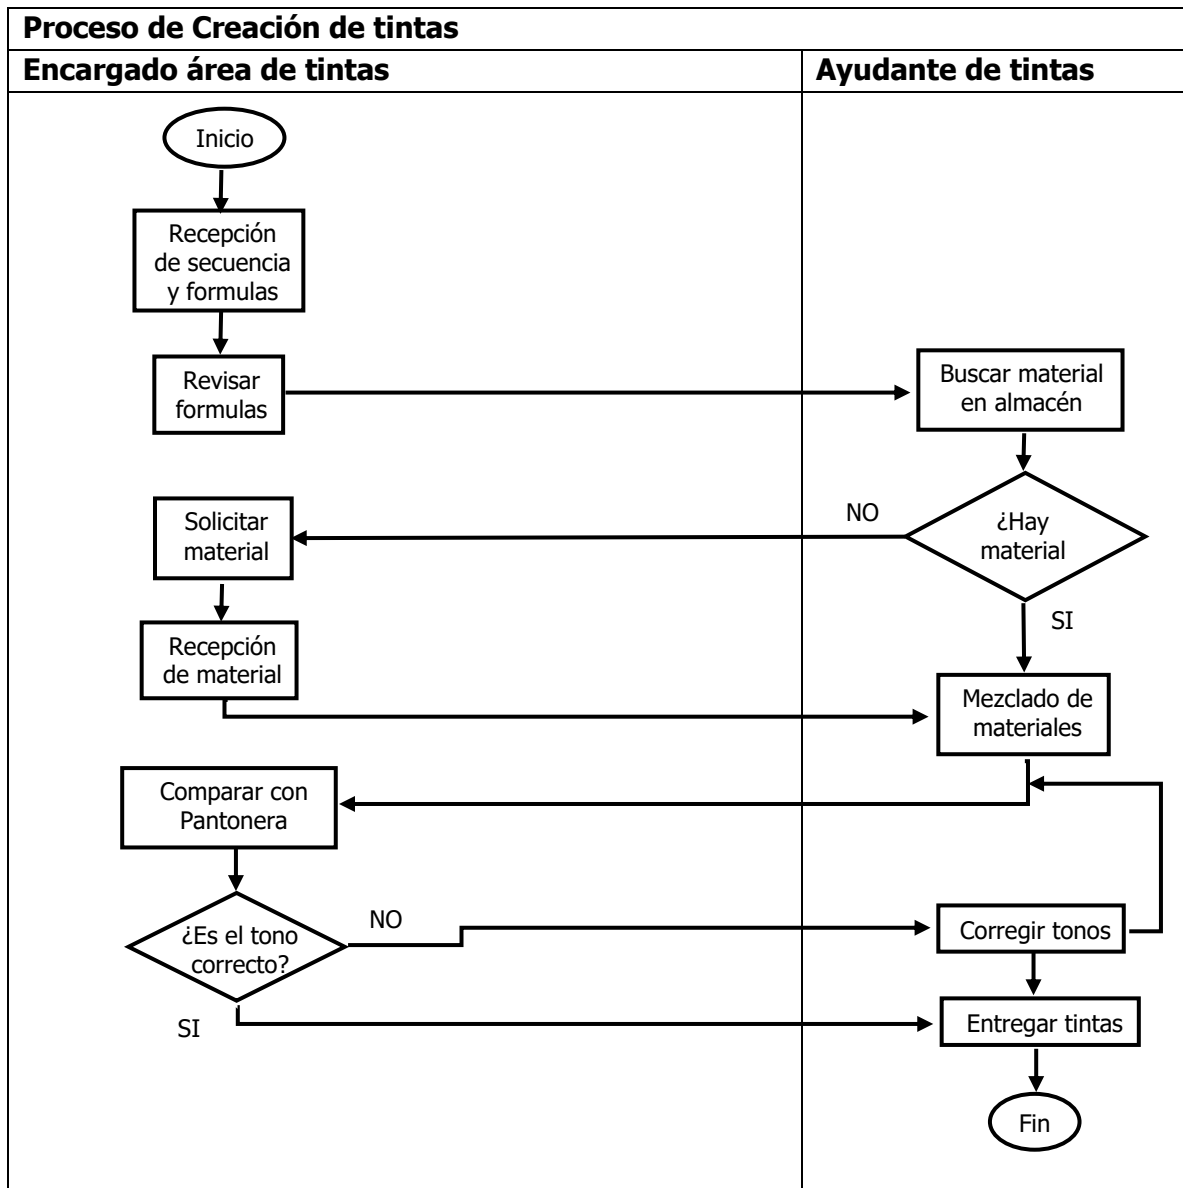 Proceso de Creación de tintas
Encargado área de tintas
Ayudante de tintas
Inicio
Recepción
de secuencia
y formulas
Revisar
formulas
Buscar material
en almacén
¿Hay
material
NO
SI
Solicitar
material
Recepción
de material
Mezclado de
materiales
Comparar con
Pantonera
¿Es el tono
correcto?
NO
SI
Corregir tonos
Entregar tintas
Fin